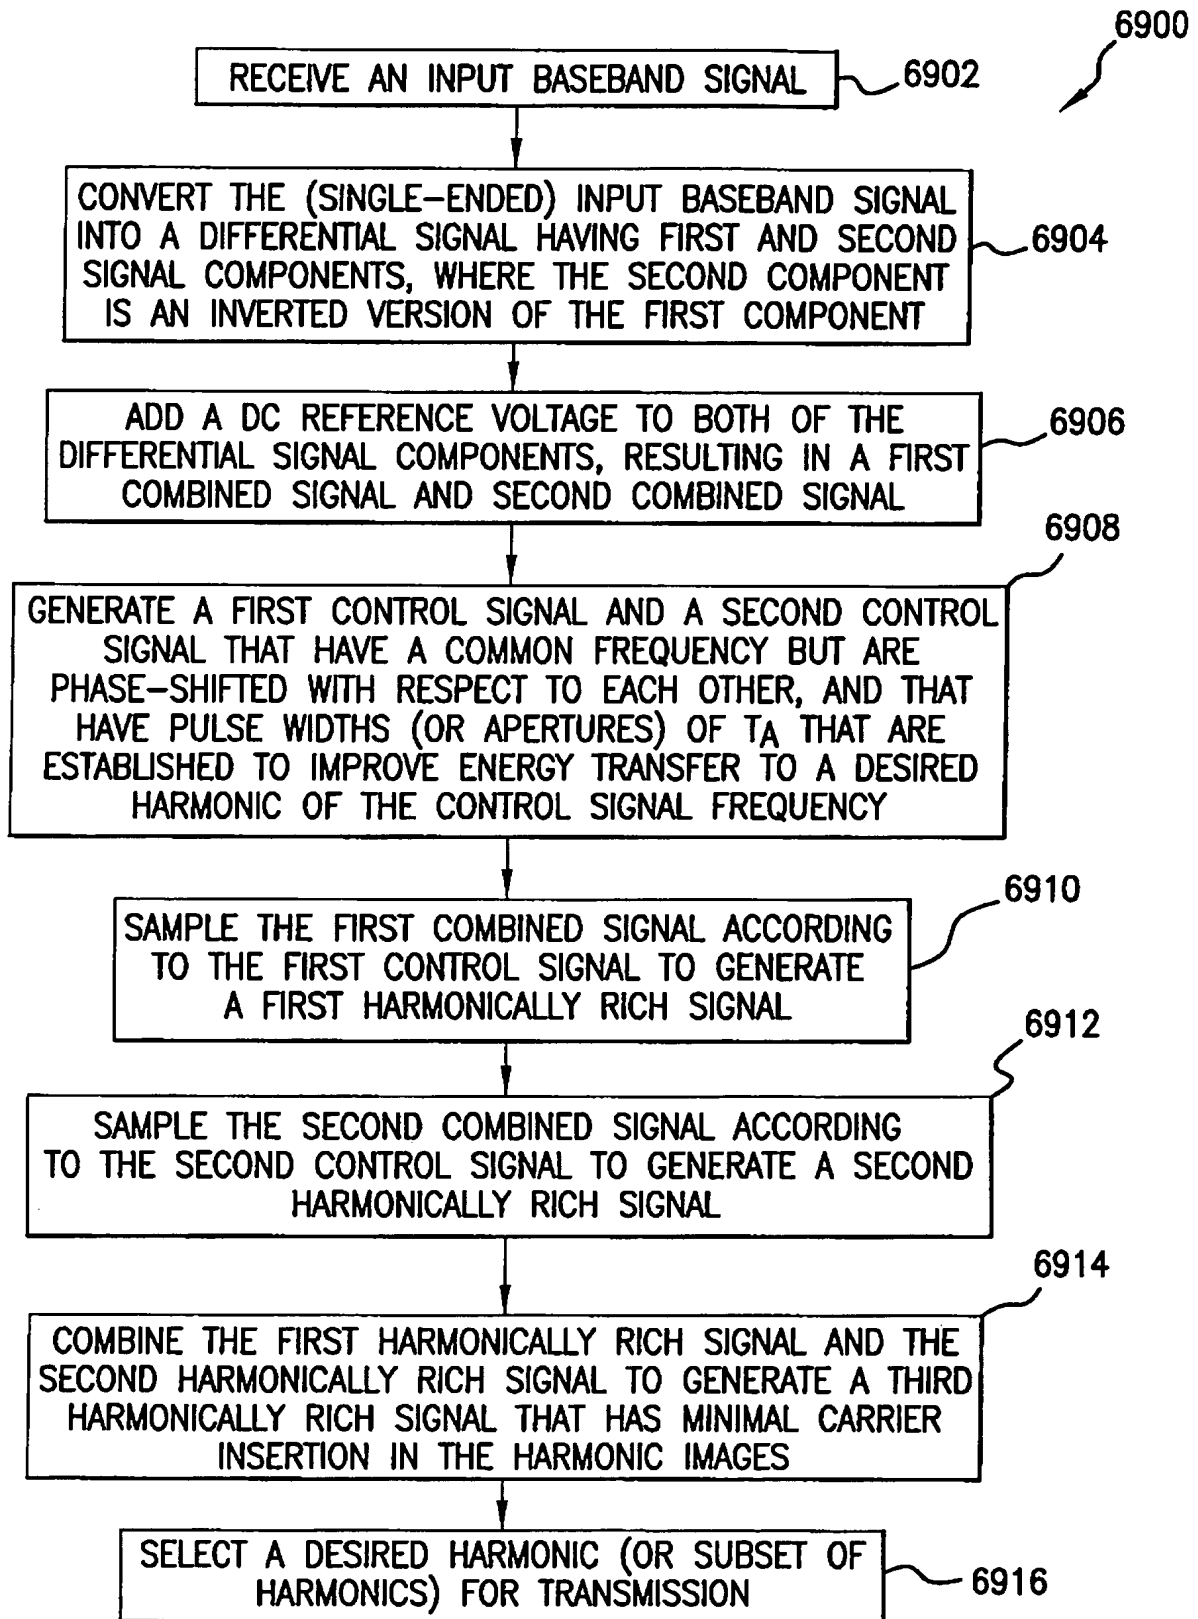 6900
RECEIVE AN INPUT BASEBAND SIGNAL
6902
CONVERT THE (SINGLE-ENDED) INPUT BASEBAND SIGNAL
INTO A DIFFERENTIAL SIGNAL HAVING FIRST AND SECOND
SIGNAL COMPONENTS, WHERE THE SECOND COMPONENT
IS AN INVERTED VERSION OF THE FIRST COMPONENT
6904
ADD A DC REFERENCE VOLTAGE TO BOTH OF THE
DIFFERENTIAL SIGNAL COMPONENTS, RESULTING IN A FIRST
COMBINED SIGNAL AND SECOND COMBINED SIGNAL
6906
6908
GENERATE A FIRST CONTROL SIGNAL AND A SECOND CONTROL
SIGNAL THAT HAVE A COMMON FREQUENCY BUT ARE
PHASE-SHIFTED WITH RESPECT TO EACH OTHER, AND THAT
HAVE PULSE WIDTHS (OR APERTURES) OF TA THAT ARE
ESTABLISHED TO IMPROVE ENERGY TRANSFER TO A DESIRED
HARMONIC OF THE CONTROL SIGNAL FREQUENCY
6910
SAMPLE THE FIRST COMBINED SIGNAL ACCORDING
TO THE FIRST CONTROL SIGNAL TO GENERATE
A FIRST HARMONICALLY RICH SIGNAL
6912
SAMPLE THE SECOND COMBINED SIGNAL ACCORDING
TO THE SECOND CONTROL SIGNAL TO GENERATE A SECOND
HARMONICALLY RICH SIGNAL
6914
COMBINE THE FIRST HARMONICALLY RICH SIGNAL AND THE
SECOND HARMONICALLY RICH SIGNAL TO GENERATE A THIRD
HARMONICALLY RICH SIGNAL THAT HAS MINIMAL CARRIER
INSERTION IN THE HARMONIC IMAGES
SELECT A DESIRED HARMONIC (OR SUBSET OF
HARMONICS) FOR TRANSMISSION
6916